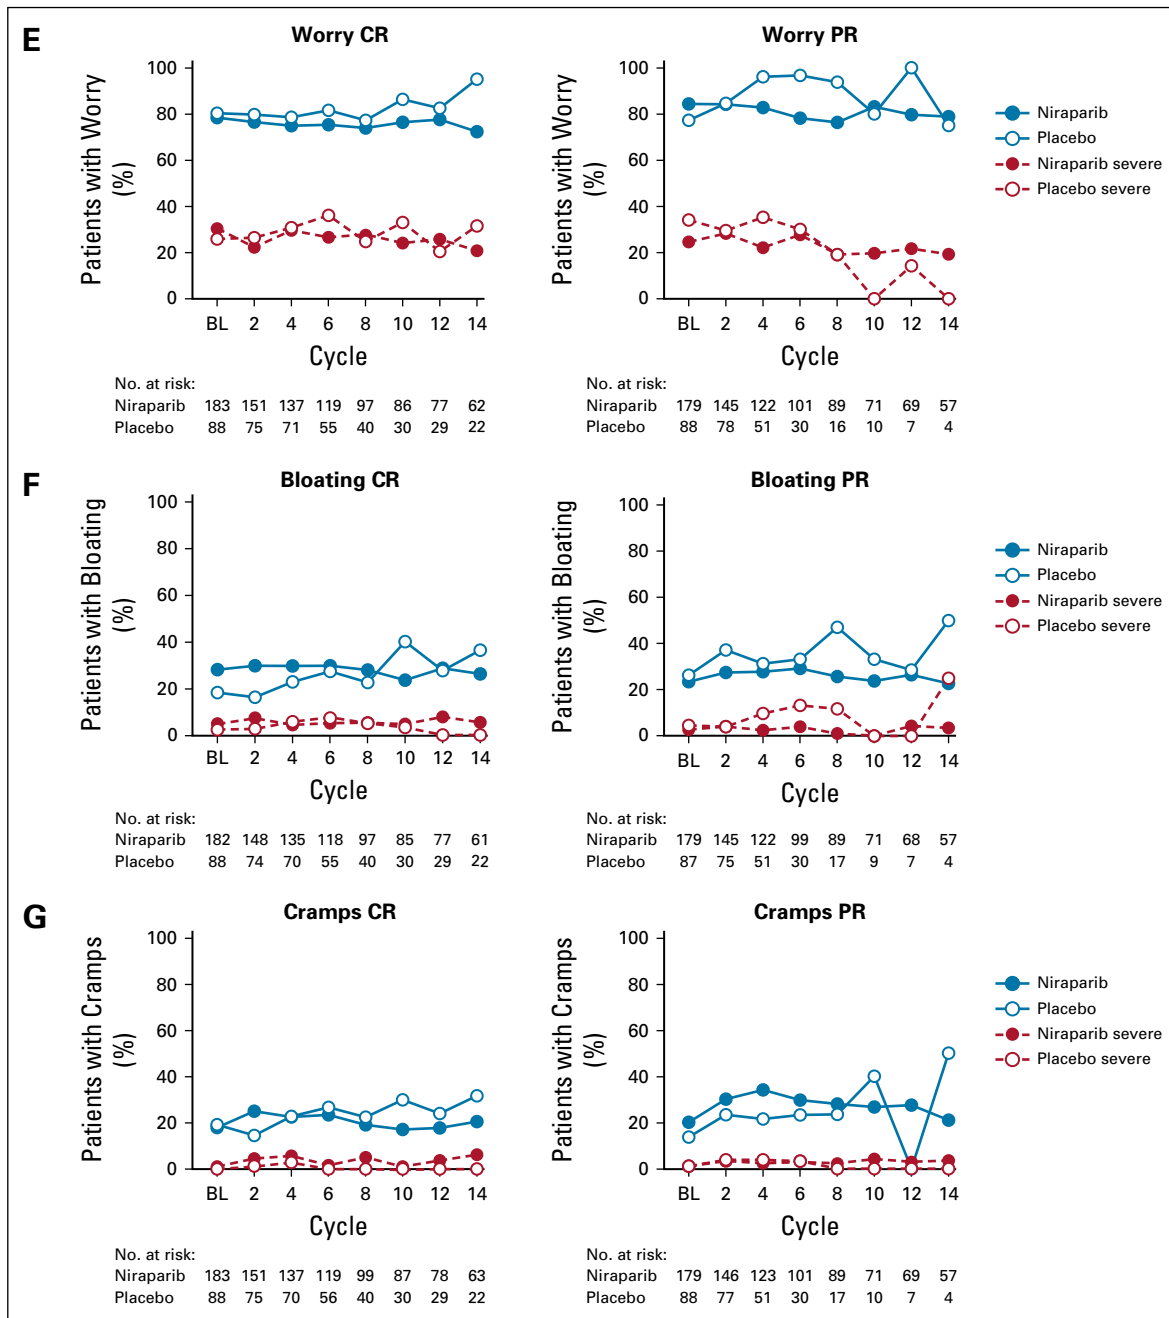 E
Worry CR
Patients with Worry
(%)
100
80
60
40
20
0
BL 2 4 6 8 10 12 14
Cycle
No. at risk:
Niraparib 183 151 137 119 97 86 77 62
Placebo 88 75 71 55 40 30 29 22
Worry PR
Patients with Worry
(%)
100
80
60
40
20
0
BL 2 4 6 8 10 12 14
Cycle
No. at risk:
Niraparib 179 145 122 101 89 71 69 57
Placebo 88 78 51 30 16 10 7 4
Niraparib
Placebo
Niraparib severe
Placebo severe
F
Bloating CR
Patients with Bloating
(%)
100
80
60
40
20
0
BL 2 4 6 8 10 12 14
Cycle
No. at risk:
Niraparib 182 148 135 118 97 85 77 61
Placebo 88 74 70 55 40 30 29 22
Bloating PR
Patients with Bloating
(%)
100
80
60
40
20
0
BL 2 4 6 8 10 12 14
Cycle
No. at risk:
Niraparib 179 145 122 99 89 71 68 57
Placebo 87 75 51 30 17 9 7 4
Niraparib
Placebo
Niraparib severe
Placebo severe
G
Cramps CR
Patients with Cramps
(%)
100
80
60
40
20
0
BL 2 4 6 8 10 12 14
Cycle
No. at risk:
Niraparib 183 151 137 119 99 87 78 63
Placebo 88 75 70 56 40 30 29 22
Cramps PR
Patients with Cramps
(%)
100
80
60
40
20
0
BL 2 4 6 8 10 12 14
Cycle
No. at risk:
Niraparib 179 146 123 101 89 71 69 57
Placebo 88 77 51 30 17 10 7 4
Niraparib
Placebo
Niraparib severe
Placebo severe